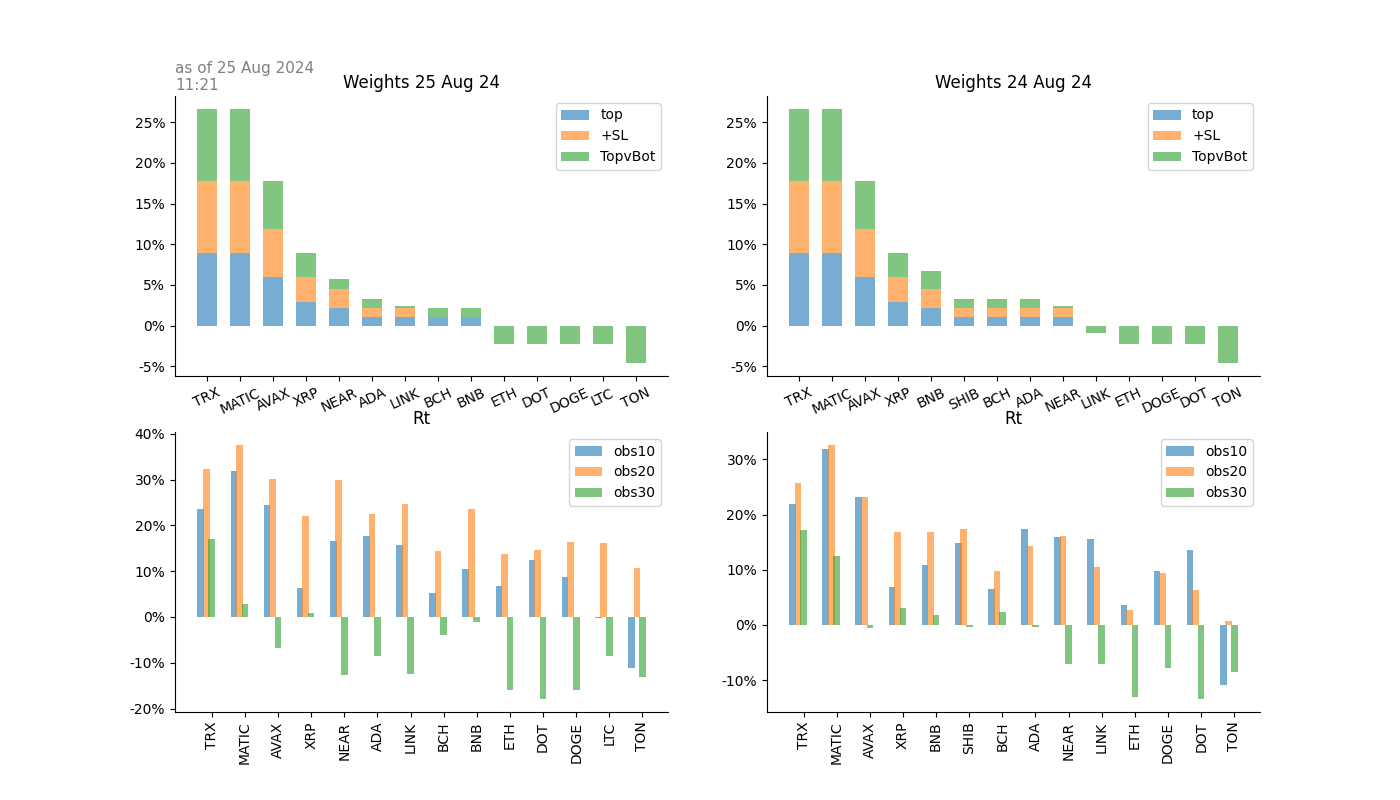 as of 25 Aug 2024
11:21
Weights 25 Aug 24
25%
20%
15%
10%
5%
0%
-5%
top
+SL
TopvBot
TRX MATIC AVAX XRP NEAR ADA LINK BCH BNB ETH DOT DOGE LTC TON
Weights 24 Aug 24
25%
20%
15%
10%
5%
0%
-5%
top
+SL
TopvBot
TRX MATIC AVAX XRP BNB SHIB BCH ADA NEAR LINK ETH DOGE DOT TON
Rt
40%
30%
20%
10%
0%
-10%
-20%
obs10
obs20
obs30
TRX MATIC AVAX XRP NEAR ADA LINK BCH BNB ETH DOT DOGE LTC TON
Rt
30%
20%
10%
0%
-10%
obs10
obs20
obs30
TRX MATIC AVAX XRP BNB SHIB BCH ADA NEAR LINK ETH DOGE DOT TON